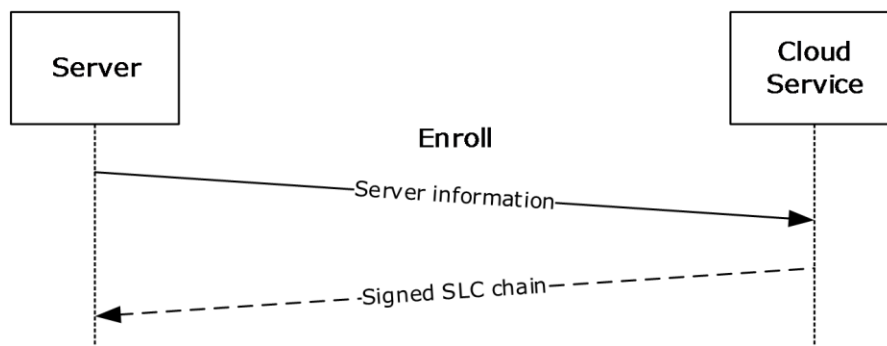 Server
Cloud
Service
Enroll
Server information
Signed SLC chain